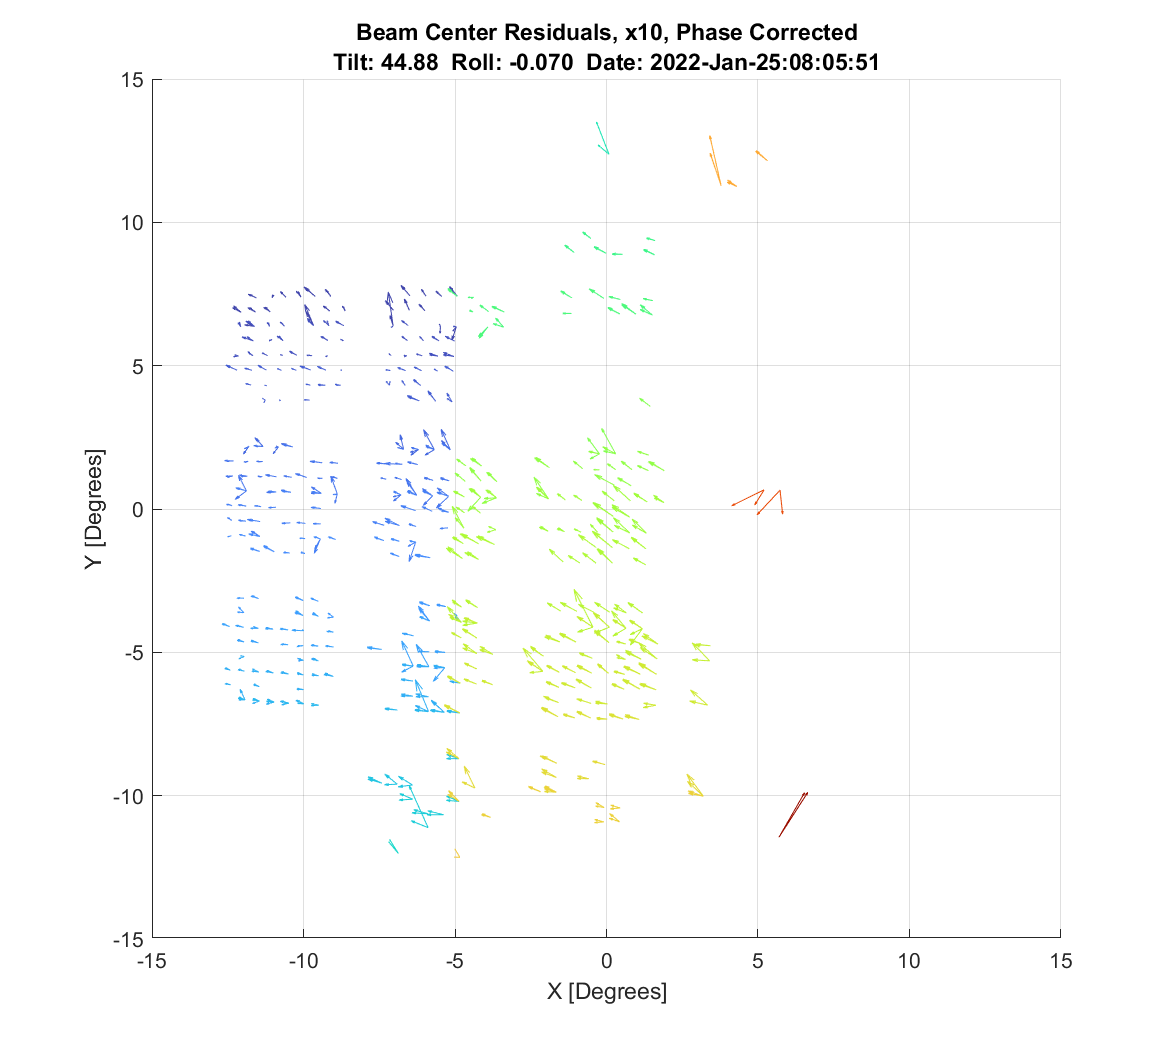 Beam Center Residuals, x10, Phase Corrected
Tilt: 44.88 Roll: -0.070 Date: 2022-Jan-25:08:05:51
15
10
5
0
-5
-10
-15
Y [Degrees]
-15 -10 -5 0 5 10 15
X [Degrees]